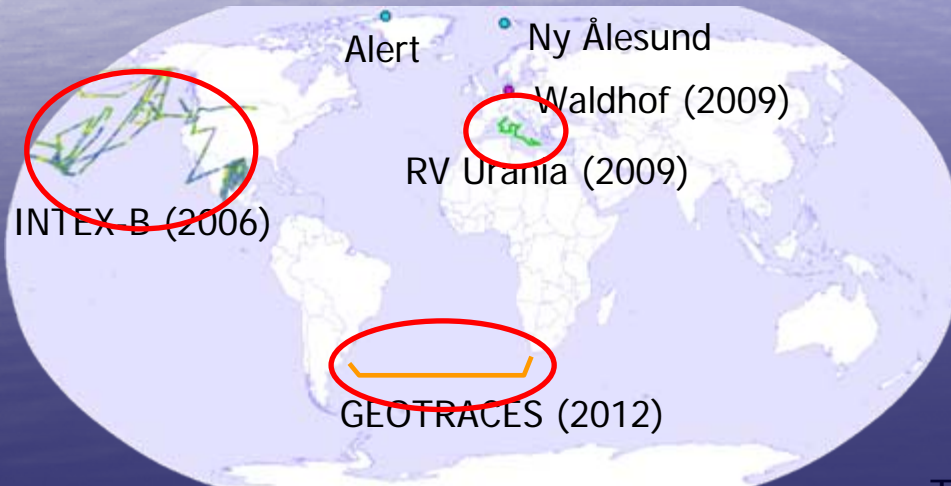 Alert
Ny Ålesund
Waldhof (2009)
RV Urania (2009)
INTEX-B (2006)
GEOTRACES (2012)